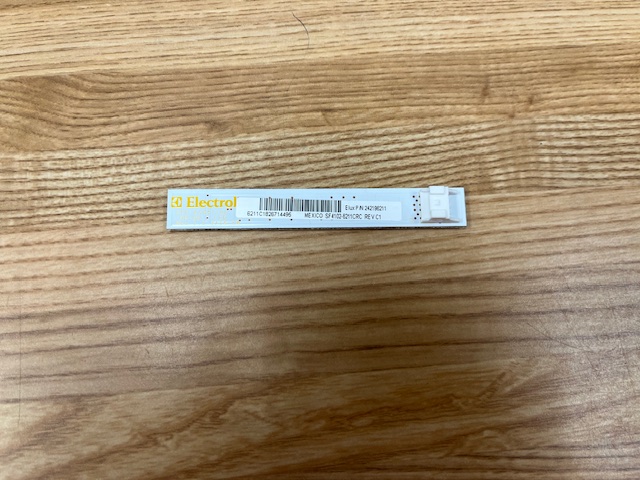 Electrol
Elux P/N 242196211
6211C1826714495 MEXICO SF4102-6211CRC REV C1